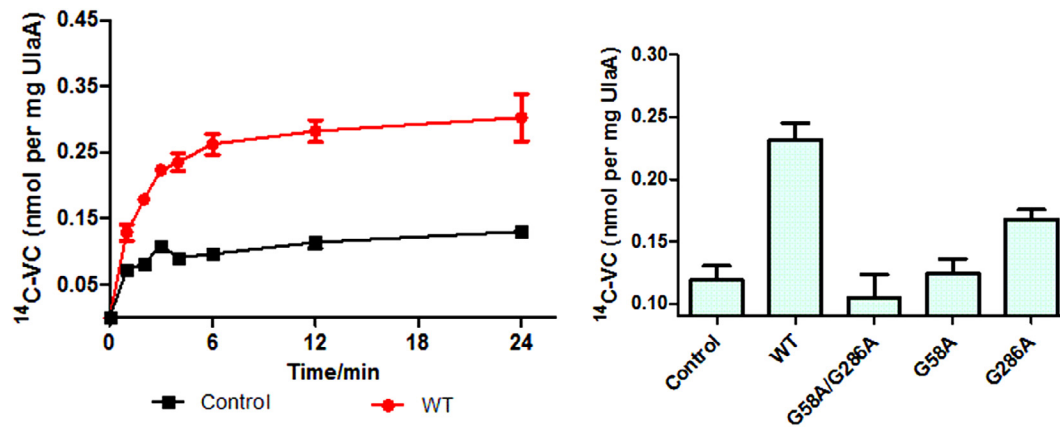 0.45
0.35
0.25
0.15
0.05
¹⁴C-VC (nmol per mg UlaA)
0 6 12 18 24
Time/min
Control WT
0.30
0.25
0.20
0.15
0.10
¹⁴C-VC (nmol per mg UlaA)
Control
WT
G58A/G286A
G58A
G286A